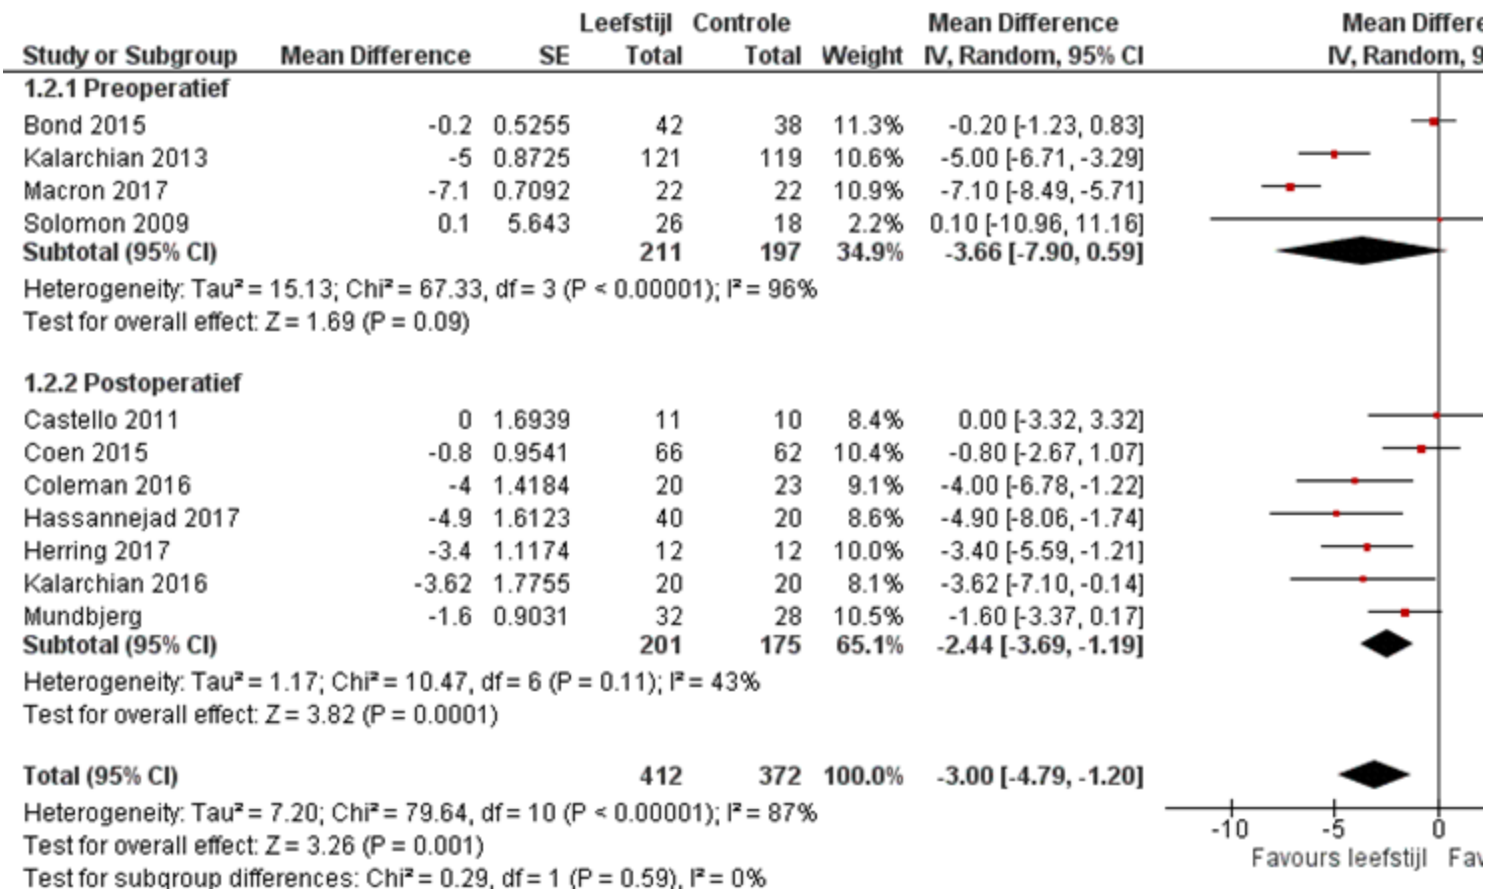 Leefstijl Controle Mean Difference Mean Differe
Study or Subgroup Mean Difference SE Total Total Weight IV, Random, 95% CI IV, Random, 9
1.2.1 Preoperatief
Bond 2015 -0.2 0.5255 42 38 11.3% -0.20 [-1.23, 0.83]
Kalarchian 2013 -5 0.8725 121 119 10.6% -5.00 [-6.71, -3.29]
Macron 2017 -7.1 0.7092 22 22 10.9% -7.10 [-8.49, -5.71]
Solomon 2009 0.1 5.643 26 18 2.2% 0.10 [-10.96, 11.16]
Subtotal (95% CI) 211 197 34.9% -3.66 [-7.90, 0.59]
Heterogeneity: Tau² = 15.13; Chi² = 67.33, df = 3 (P < 0.00001); I² = 96%
Test for overall effect: Z = 1.69 (P = 0.09)
1.2.2 Postoperatief
Castello 2011 0 1.6939 11 10 8.4% 0.00 [-3.32, 3.32]
Coen 2015 -0.8 0.9541 66 62 10.4% -0.80 [-2.67, 1.07]
Coleman 2016 -4 1.4184 20 23 9.1% -4.00 [-6.78, -1.22]
Hassannejad 2017 -4.9 1.6123 40 20 8.6% -4.90 [-8.06, -1.74]
Herring 2017 -3.4 1.1174 12 12 10.0% -3.40 [-5.59, -1.21]
Kalarchian 2016 -3.62 1.7755 20 20 8.1% -3.62 [-7.10, -0.14]
Mundbjerg -1.6 0.9031 32 28 10.5% -1.60 [-3.37, 0.17]
Subtotal (95% CI) 201 175 65.1% -2.44 [-3.69, -1.19]
Heterogeneity: Tau² = 1.17; Chi² = 10.47, df = 6 (P = 0.11); I² = 43%
Test for overall effect: Z = 3.82 (P = 0.0001)
Total (95% CI) 412 372 100.0% -3.00 [-4.79, -1.20]
Heterogeneity: Tau² = 7.20; Chi² = 79.64, df = 10 (P < 0.00001); I² = 87%
Test for overall effect: Z = 3.26 (P = 0.001)
Test for subgroup differences: Chi² = 0.29, df = 1 (P = 0.59), I² = 0%
-10 -5 0
Favours leefstijl Fav